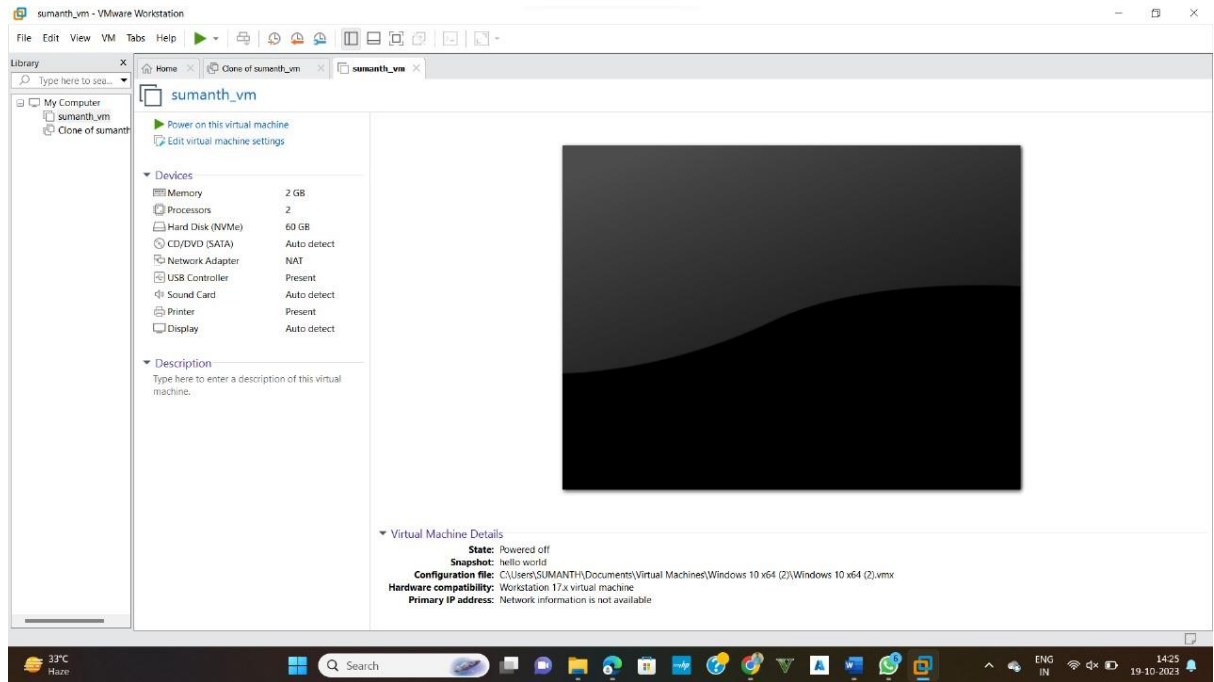 sumanth_vm - VMware Workstation
File Edit View VM Tabs Help
Library X
Type here to sea...
My Computer
sumanth_vm
Clone of sumanth
Home
Clone of sumanth_vm
sumanth_vm
sumanth_vm
Power on this virtual machine
Edit virtual machine settings
Devices
Memory 2 GB
Processors 2
Hard Disk (NVMe) 60 GB
CD/DVD (SATA) Auto detect
Network Adapter NAT
USB Controller Present
Sound Card Auto detect
Printer Present
Display Auto detect
Description
Type here to enter a description of this virtual
machine.
Virtual Machine Details
State: Powered off
Snapshot: hello world
Configuration file: C:\Users\SUMANTH\Documents\Virtual Machines\Windows 10 x64 (2)\Windows 10 x64 (2).vmx
Hardware compatibility: Workstation 17.x virtual machine
Primary IP address: Network information is not available
33°C
Haze
Search
ENG
IN
14:25
19-10-2023